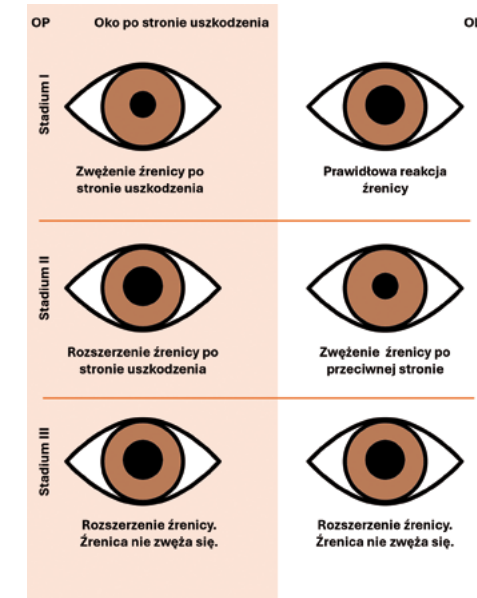 OP Oko po stronie uszkodzenia
Stadium I
Zwężenie źrenicy po
stronie uszkodzenia
Prawidłowa reakcja
źrenicy
Stadium II
Rozszerzenie źrenicy po
stronie uszkodzenia
Zwężenie źrenicy po
przeciwnej stronie
Stadium III
Rozszerzenie źrenicy.
Źrenica nie zwęża się.
Rozszerzenie źrenicy.
Źrenica nie zwęża się.